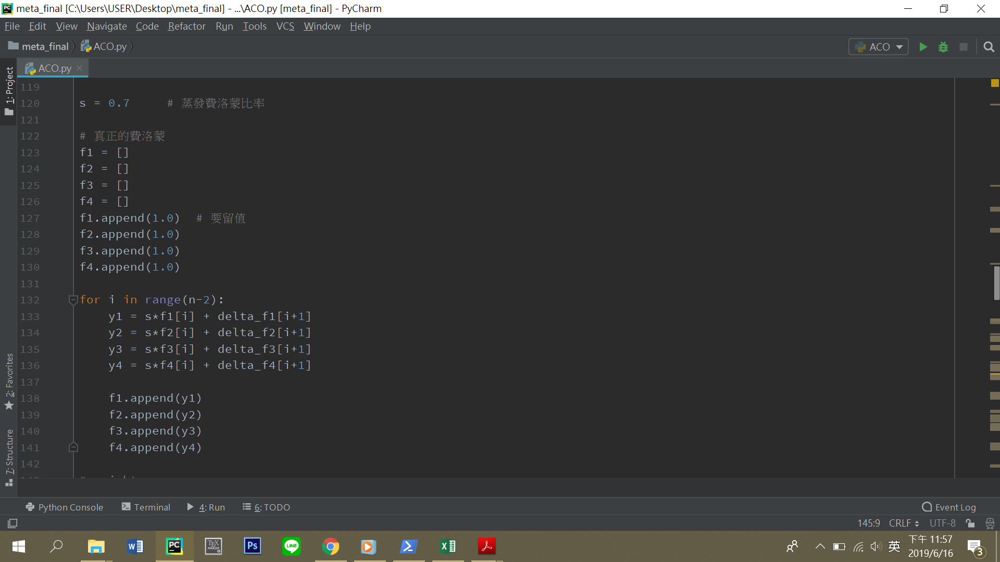 meta_final [C:\Users\USER\Desktop\meta_final] - ...\ACO.py [meta_final] - PyCharm
File Edit View Navigate Code Refactor Run Tools VCS Window Help
meta_final ACO.py ACO
ACO.py
1: Project
2: Favorites
7: Structure
119
120 s = 0.7 # 蒸發費洛蒙比率
121
122 # 真正的費洛蒙
123 f1 = []
124 f2 = []
125 f3 = []
126 f4 = []
127 f1.append(1.0) # 要留值
128 f2.append(1.0)
129 f3.append(1.0)
130 f4.append(1.0)
131
132 for i in range(n-2):
133 y1 = s*f1[i] + delta_f1[i+1]
134 y2 = s*f2[i] + delta_f2[i+1]
135 y3 = s*f3[i] + delta_f3[i+1]
136 y4 = s*f4[i] + delta_f4[i+1]
137
138 f1.append(y1)
139 f2.append(y2)
140 f3.append(y3)
141 f4.append(y4)
142
Python Console Terminal 4: Run 6: TODO Event Log
145:9 CRLF UTF-8
W PC TEX MAKER Ps LINE X 英 下午 11:57
2019/6/16 3